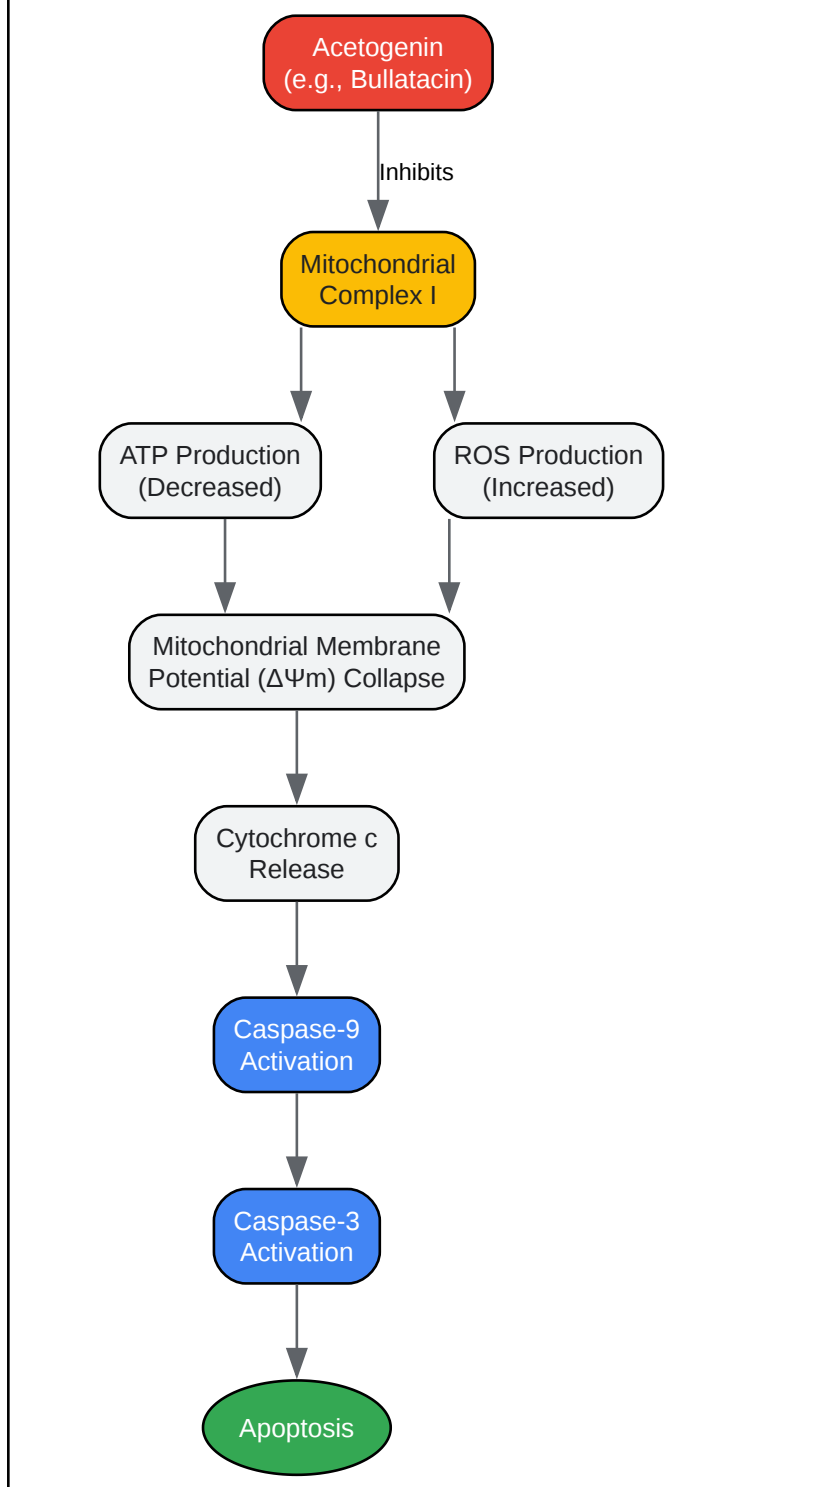 Acetogenin
(e.g., Bullatacin)
Inhibits
Mitochondrial
Complex I
ATP Production
(Decreased)
ROS Production
(Increased)
Mitochondrial Membrane
Potential (ΔΨm) Collapse
Cytochrome c
Release
Caspase-9
Activation
Caspase-3
Activation
Apoptosis